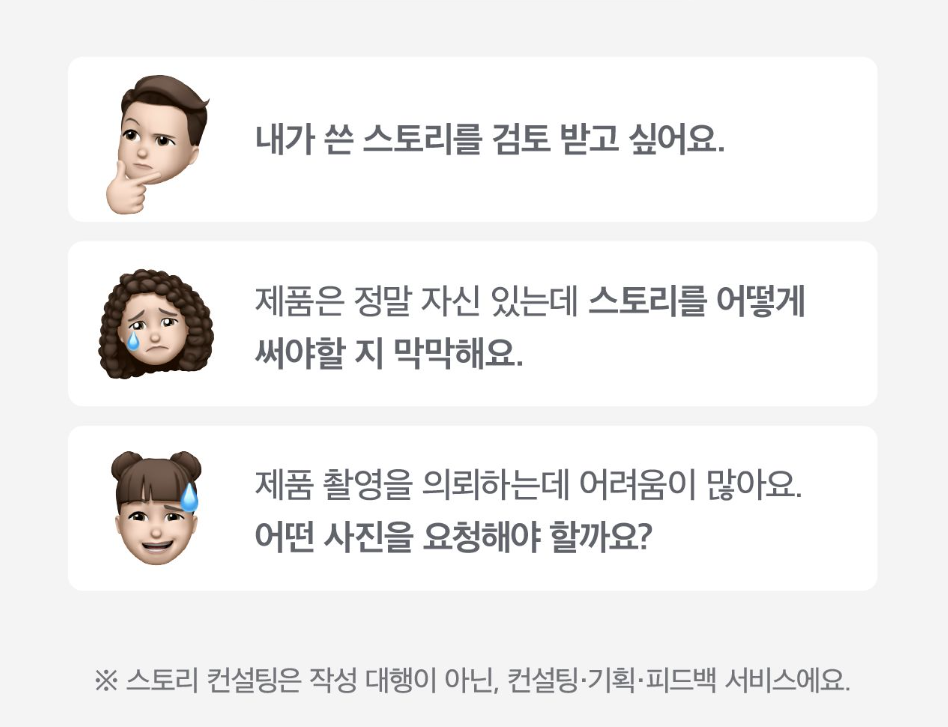 내가 쓴 스토리를 검토 받고 싶어요.
제품은 정말 자신 있는데 스토리를 어떻게
써야할 지 막막해요.
제품 촬영을 의뢰하는데 어려움이 많아요.
어떤 사진을 요청해야 할까요?
※ 스토리 컨설팅은 작성 대행이 아닌, 컨설팅·기획·피드백 서비스에요.